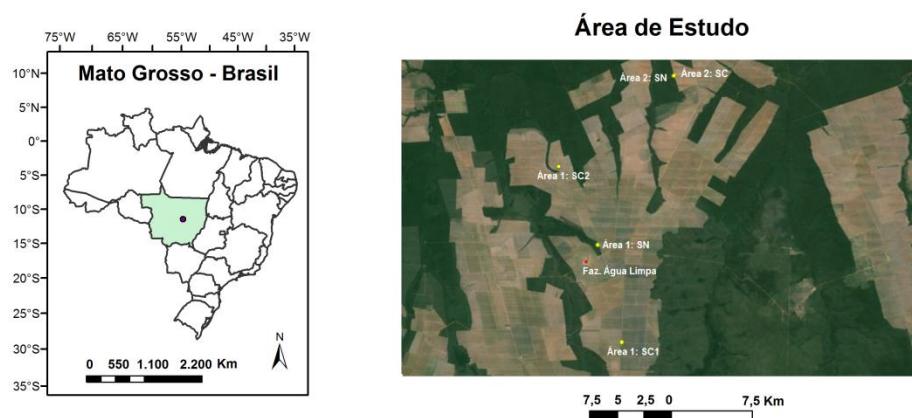 Área de Estudo
75°W 65°W 55°W 45°W 35°W
Mato Grosso - Brasil
10°N
5°N
0°
5°S
10°S
15°S
20°S
25°S
30°S
35°S
N
0 550 1.100 2.200 Km
Área 2: SN
Área 2: SC
Área 1: SC2
Área 1: SN
Faz. Água Limpa
Área 1: SC1
7,5 5 2,5 0 7,5 Km